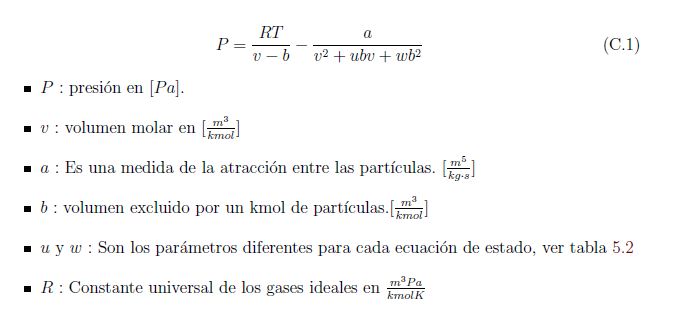 P = \frac{RT}{v - b} - \frac{a}{v^2 + ubv + wb^2} (C.1)
▪ P : presión en [Pa].
▪ v : volumen molar en [\frac{m^3}{kmol}]
▪ a : Es una medida de la atracción entre las partículas. [\frac{m^5}{kg·s}]
▪ b : volumen excluido por un kmol de partículas.[\frac{m^3}{kmol}]
▪ u y w : Son los parámetros diferentes para cada ecuación de estado, ver tabla 5.2
▪ R : Constante universal de los gases ideales en \frac{m^3 Pa}{kmolK}